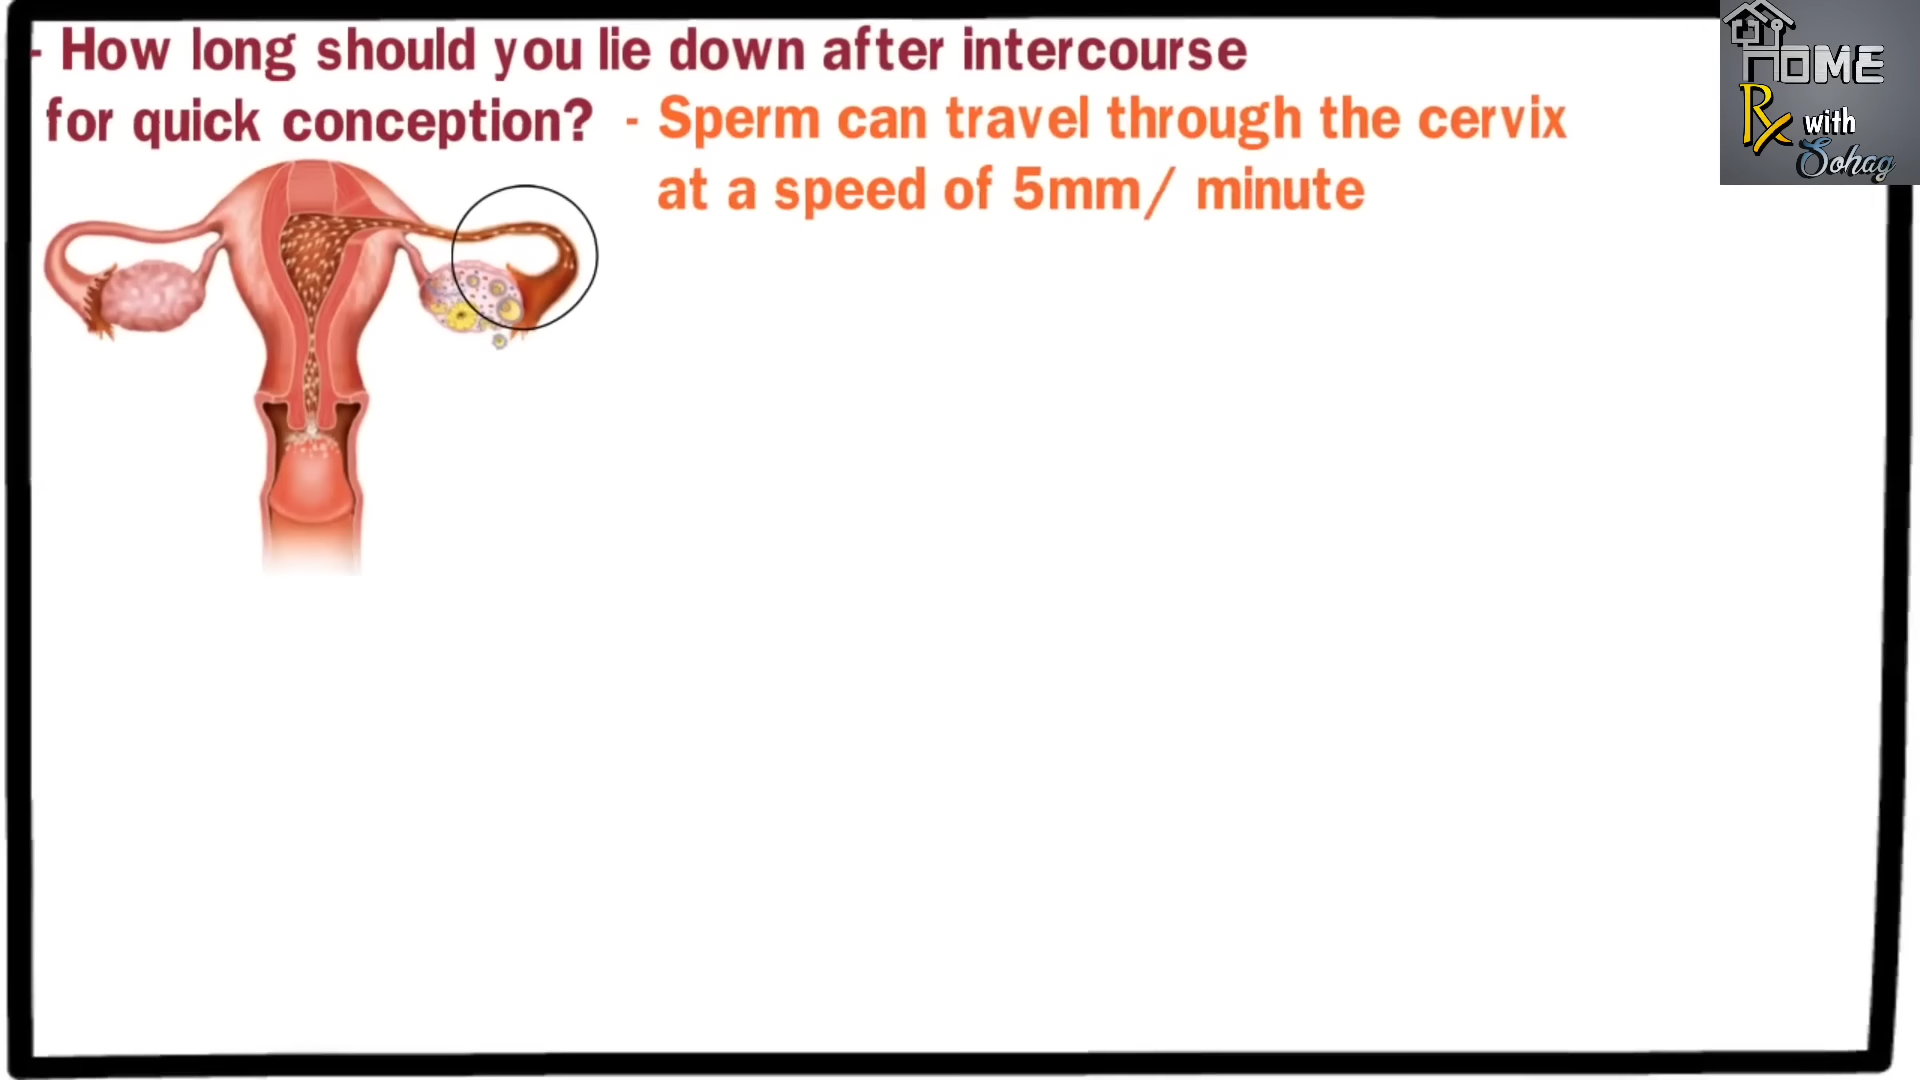 - How long should you lie down after intercourse
for quick conception?
- Sperm can travel through the cervix
at a speed of 5mm/ minute
HOME
Rx with
Sohag